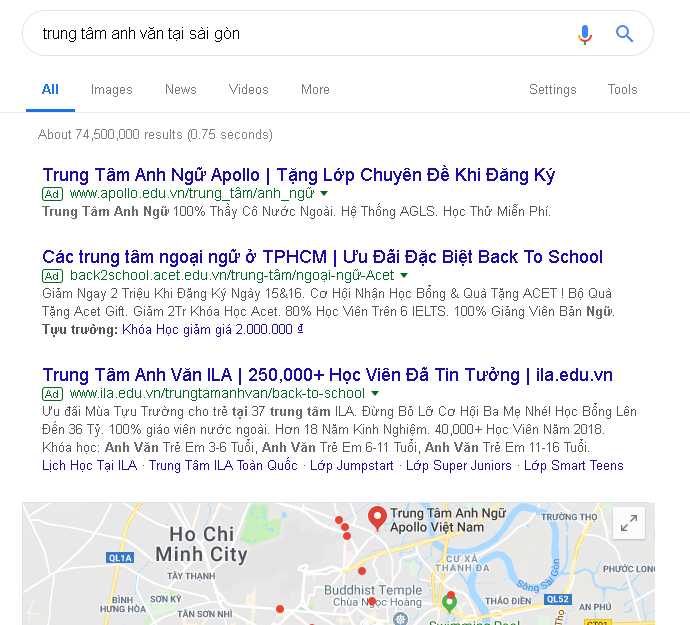 trung tâm anh văn tại sài gòn
All Images News Videos More Settings Tools
About 74,500,000 results (0.75 seconds)
Trung Tâm Anh Ngữ Apollo | Tặng Lớp Chuyên Đề Khi Đăng Ký
Ad www.apollo.edu.vn/trung_tâm/anh_ngữ
Trung Tâm Anh Ngữ 100% Thầy Cô Nước Ngoài. Hệ Thống AGLS. Học Thử Miễn Phí.
Các trung tâm ngoại ngữ ở TPHCM | Ưu Đãi Đặc Biệt Back To School
Ad back2school.acet.edu.vn/trung-tâm/ngoại-ngữ-Acet
Giảm Ngay 2 Triệu Khi Đăng Ký Ngày 15&16. Cơ Hội Nhận Học Bổng & Quà Tặng ACET ! Bộ Quà
Tặng Acet Gift. Giảm 2Tr Khóa Học Acet. 80% Học Viên Trên 6 IELTS. 100% Giảng Viên Bản Ngữ.
Tựu trường: Khóa Học giảm giá 2.000.000 ₫
Trung Tâm Anh Văn ILA | 250,000+ Học Viên Đã Tin Tưởng | ila.edu.vn
Ad www.ila.edu.vn/trungtamanhvan/back-to-school
Ưu đãi Mùa Tựu Trường cho trẻ tại 37 trung tâm ILA. Đừng Bỏ Lỡ Cơ Hội Ba Mẹ Nhé! Học Bổng Lên
Đến 36 Tỷ. 100% giáo viên nước ngoài. Hơn 18 Năm Kinh Nghiệm. 40,000+ Học Viên Năm 2018.
Khóa học: Anh Văn Trẻ Em 3-6 Tuổi, Anh Văn Trẻ Em 6-11 Tuổi, Anh Văn Trẻ Em 11-16 Tuổi.
Lịch Học Tại ILA · Trung Tâm ILA Toàn Quốc · Lớp Jumpstart · Lớp Super Juniors · Lớp Smart Teens
Trung Tâm Anh Ngữ
Apollo Việt Nam
TRƯỜNG THỌ
Ho Chi
Minh City
QL1A
CƯ XÁ
THANH ĐA
TÂY THẠNH
PHƯỚC LONG
Sông Sài Gòn
Buddhist Temple
Chùa Ngọc Hoàng
BÌNH
HƯNG HÒA
SƠN KỲ
TÂN SƠN NHÌ
THẢO ĐIỀN
QL52
AN PHÚ
Swimming Pool
CT01